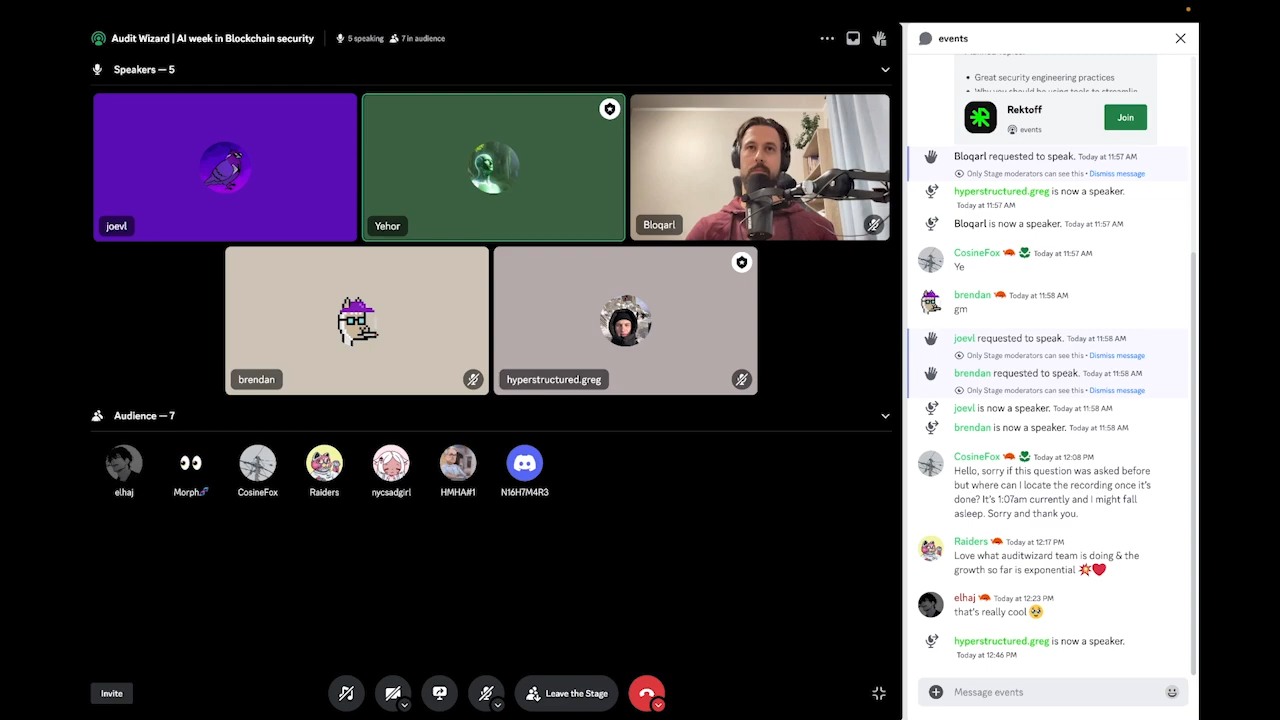 Audit Wizard | AI week in Blockchain security
5 speaking
7 in audience
events
Speakers — 5
Great security engineering practices
Why you should be using tools to streamline
Rektoff
events
Join
joevl
Yehor
Bloqarl
brendan
hyperstructured.greg
Audience — 7
elhaj
Morph
CosineFox
Raiders
nycsadgirl
HMHA#1
N16H7M4R3
Bloqarl requested to speak. Today at 11:57 AM
Only Stage moderators can see this • Dismiss message
hyperstructured.greg is now a speaker.
Today at 11:57 AM
Bloqarl is now a speaker. Today at 11:57 AM
CosineFox Today at 11:57 AM
Ye
brendan Today at 11:58 AM
gm
joevl requested to speak. Today at 11:58 AM
Only Stage moderators can see this • Dismiss message
brendan requested to speak. Today at 11:58 AM
Only Stage moderators can see this • Dismiss message
joevl is now a speaker. Today at 11:58 AM
brendan is now a speaker. Today at 11:58 AM
CosineFox Today at 12:08 PM
Hello, sorry if this question was asked before
but where can I locate the recording once it's
done? It's 1:07am currently and I might fall
asleep. Sorry and thank you.
Raiders Today at 12:17 PM
Love what auditwizard team is doing & the
growth so far is exponential 💥❤️
elhaj Today at 12:23 PM
that's really cool 🥹
hyperstructured.greg is now a speaker.
Today at 12:46 PM
Invite
Leave the Stage
Message events